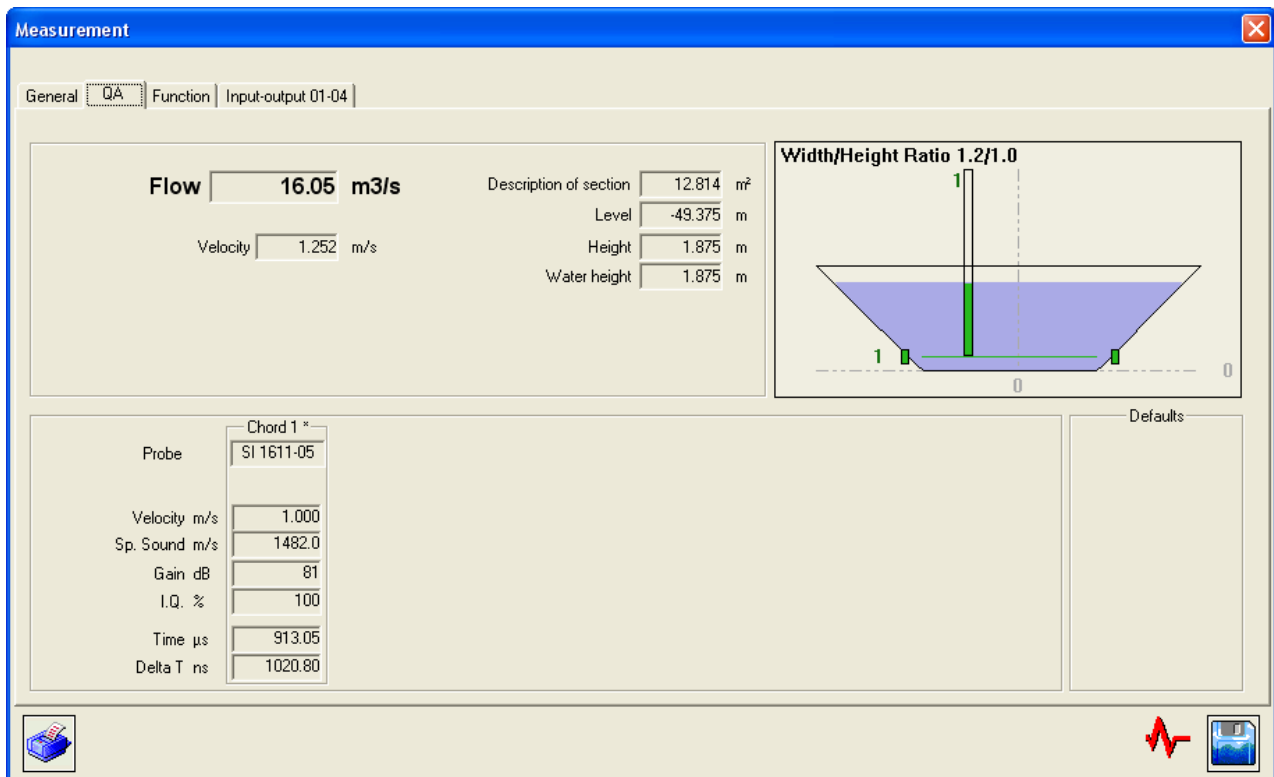 Measurement
General QA Function Input-output 01-04
Flow 16.05 m3/s
Velocity 1.252 m/s
Description of section 12.814 m²
Level -49.375 m
Height 1.875 m
Water height 1.875 m
Width/Height Ratio 1.2/1.0
1
1
0
0
Chord 1 *
Probe SI 1611-05
Velocity m/s 1.000
Sp. Sound m/s 1482.0
Gain dB 81
I.Q. % 100
Time µs 913.05
Delta T ns 1020.80
Defaults